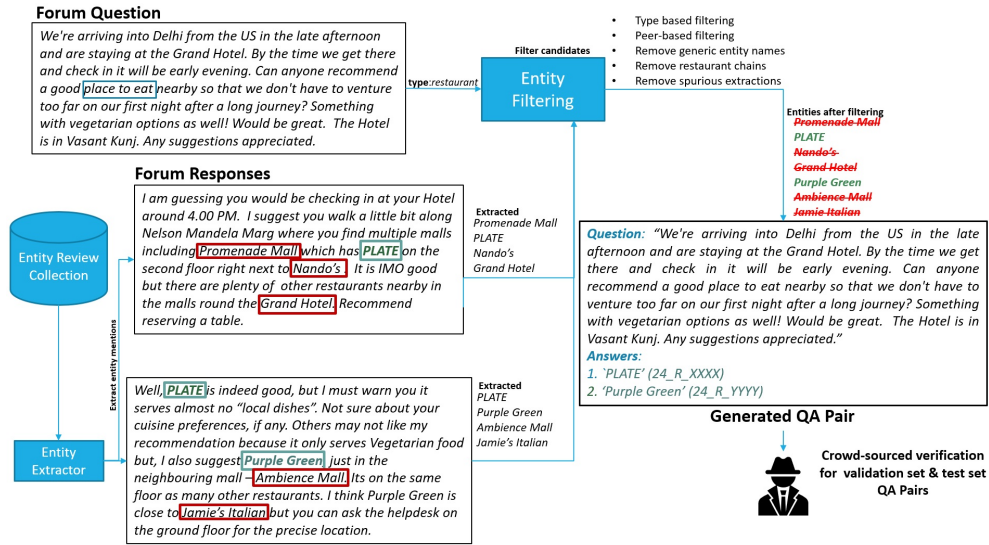 Forum Question
We're arriving into Delhi from the US in the late afternoon
and are staying at the Grand Hotel. By the time we get there
and check in it will be early evening. Can anyone recommend
a good place to eat nearby so that we don't have to venture
too far on our first night after a long journey? Something
with vegetarian options as well! Would be great. The Hotel
is in Vasant Kunj. Any suggestions appreciated.
type:restaurant
Filter candidates
Entity
Filtering
• Type based filtering
• Peer-based filtering
• Remove generic entity names
• Remove restaurant chains
• Remove spurious extractions
Entities after filtering
Promenade Mall
PLATE
Nando's
Grand Hotel
Purple Green
Ambience Mall
Jamie Italian
Forum Responses
I am guessing you would be checking in at your Hotel
around 4.00 PM. I suggest you walk a little bit along
Nelson Mandela Marg where you find multiple malls
including Promenade Mall which has PLATE on the
second floor right next to Nando's . It is IMO good
but there are plenty of other restaurants nearby in
the malls round the Grand Hotel. Recommend
reserving a table.
Extracted
Promenade Mall
PLATE
Nando's
Grand Hotel
Entity Review
Collection
Extract entity mentions
Entity
Extractor
Well, PLATE is indeed good, but I must warn you it
serves almost no "local dishes". Not sure about your
cuisine preferences, if any. Others may not like my
recommendation because it only serves Vegetarian food
but, I also suggest Purple Green just in the
neighbouring mall – Ambience Mall. Its on the same
floor as many other restaurants. I think Purple Green is
close to Jamie's Italian but you can ask the helpdesk on
the ground floor for the precise location.
Extracted
PLATE
Purple Green
Ambience Mall
Jamie's Italian
Question: "We're arriving into Delhi from the US in the late
afternoon and are staying at the Grand Hotel. By the time we get
there and check in it will be early evening. Can anyone
recommend a good place to eat nearby so that we don't have to
venture too far on our first night after a long journey? Something
with vegetarian options as well! Would be great. The Hotel is in
Vasant Kunj. Any suggestions appreciated."
Answers:
1. `PLATE' (24_R_XXXX)
2. 'Purple Green' (24_R_YYYY)
Generated QA Pair
Crowd-sourced verification
for validation set & test set
QA Pairs